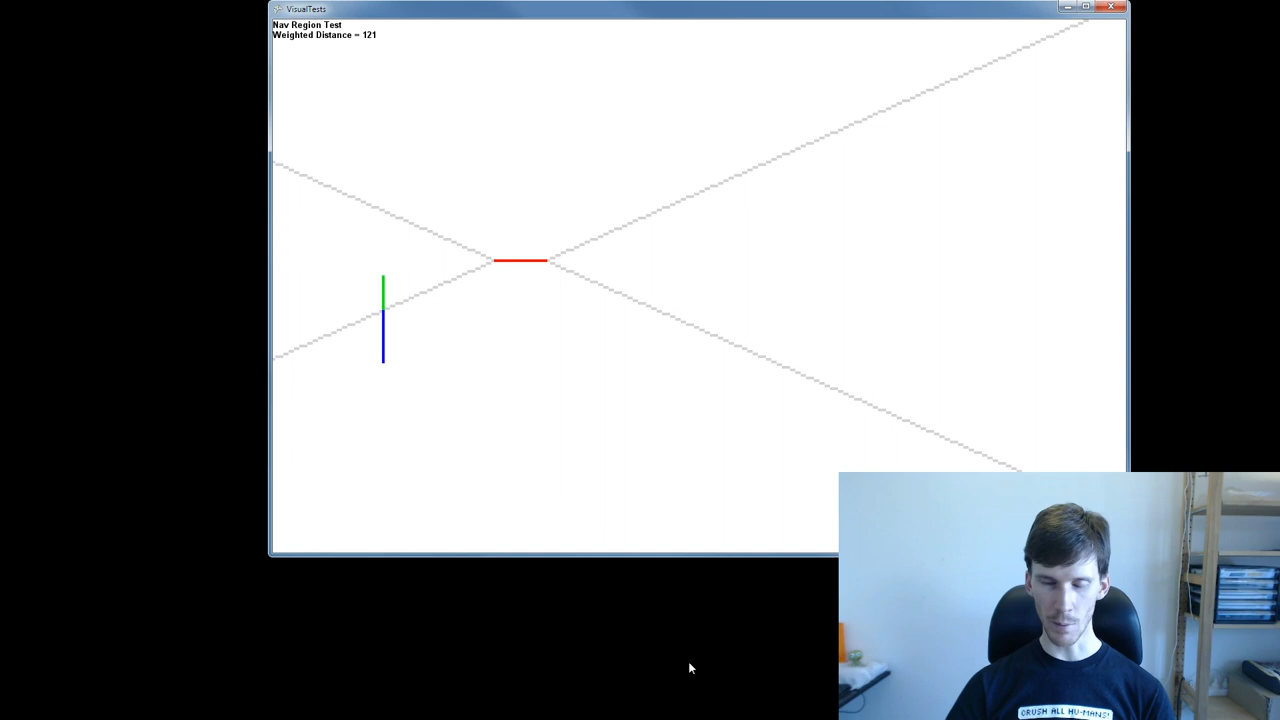 VisualTests
Nav Region Test
Weighted Distance = 121
CRUSH ALL HU-MANS!